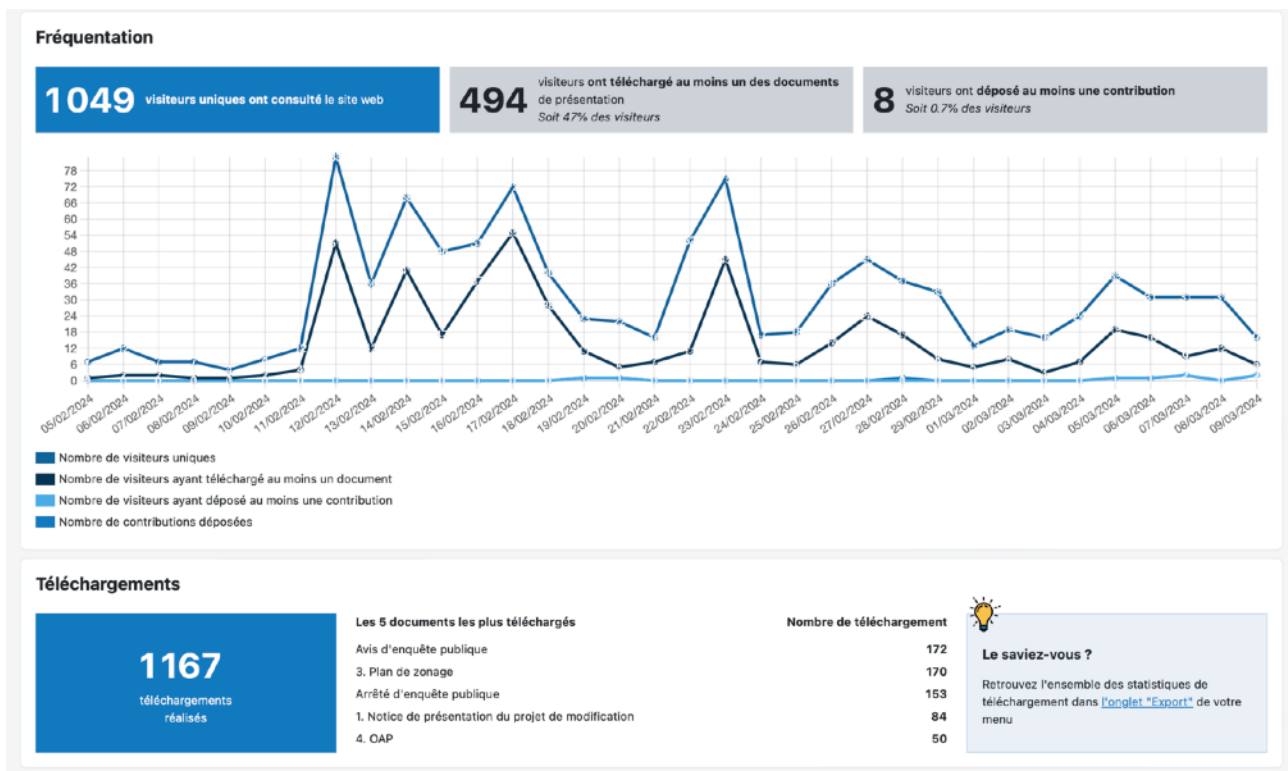 Fréquentation
1049 visiteurs uniques ont consulté le site web
494 visiteurs ont téléchargé au moins un des documents
de présentation
Soit 47% des visiteurs
8 visiteurs ont déposé au moins une contribution
Soit 0.7% des visiteurs
78
72
66
60
54
48
42
36
30
24
18
12
6
0
05/02/2024
06/02/2024
07/02/2024
08/02/2024
09/02/2024
10/02/2024
11/02/2024
12/02/2024
13/02/2024
14/02/2024
15/02/2024
16/02/2024
17/02/2024
18/02/2024
19/02/2024
20/02/2024
21/02/2024
22/02/2024
23/02/2024
24/02/2024
25/02/2024
26/02/2024
27/02/2024
28/02/2024
29/02/2024
01/03/2024
02/03/2024
03/03/2024
04/03/2024
05/03/2024
06/03/2024
07/03/2024
08/03/2024
09/03/2024
Nombre de visiteurs uniques
Nombre de visiteurs ayant téléchargé au moins un document
Nombre de visiteurs ayant déposé au moins une contribution
Nombre de contributions déposées
Téléchargements
1167
téléchargements
réalisés
Les 5 documents les plus téléchargés Nombre de téléchargement
Avis d'enquête publique 172
3. Plan de zonage 170
Arrêté d'enquête publique 153
1. Notice de présentation du projet de modification 84
4. OAP 50
Le saviez-vous ?
Retrouvez l'ensemble des statistiques de
téléchargement dans l'onglet "Export" de votre
menu